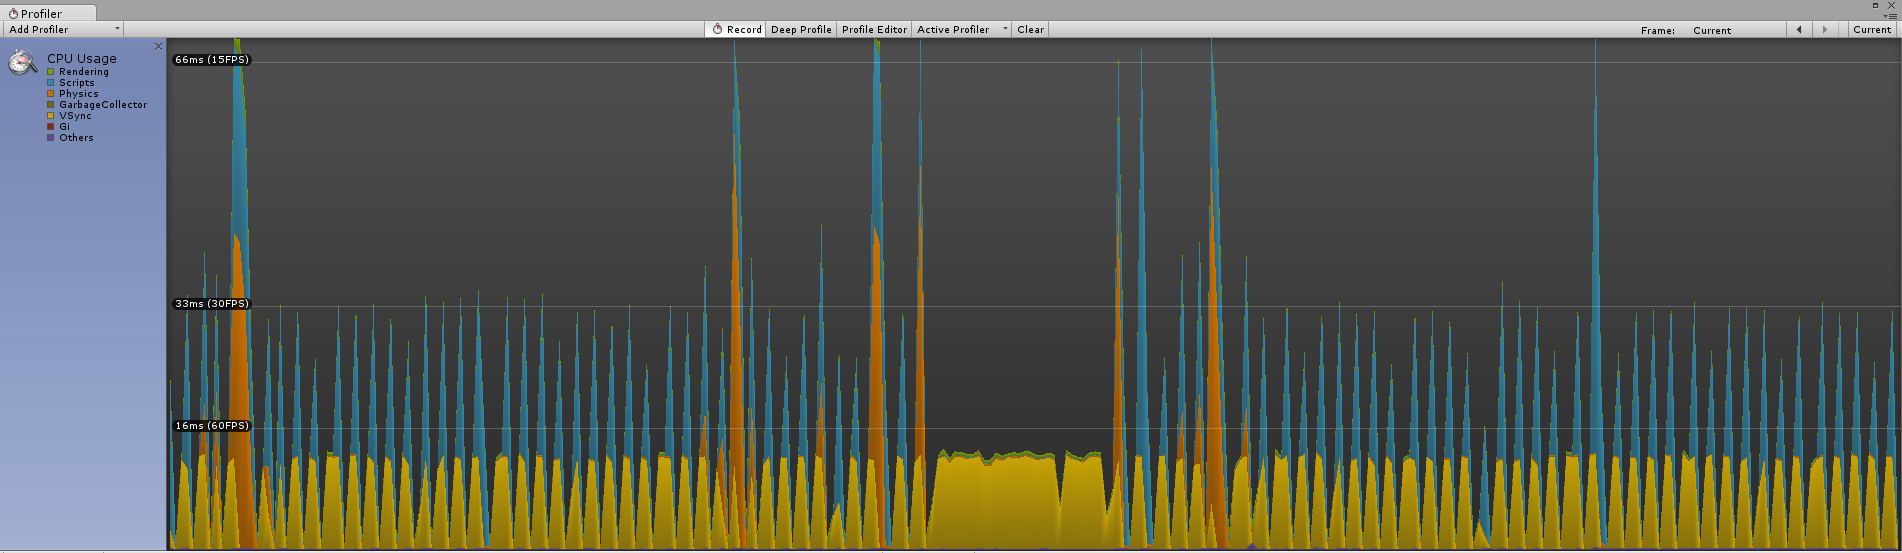 Profiler
Add Profiler
Record Deep Profile Profile Editor Active Profiler Clear
Frame: Current
Current
CPU Usage
Rendering
Scripts
Physics
GarbageCollector
VSync
Gi
Others
66ms (15FPS)
33ms (30FPS)
16ms (60FPS)